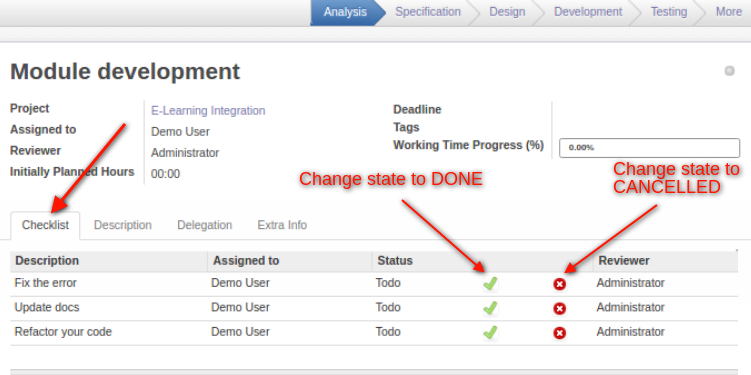 Analysis Specification Design Development Testing More
Module development
Project E-Learning Integration Deadline
Assigned to Demo User Tags
Reviewer Administrator Working Time Progress (%) 0.00%
Initially Planned Hours 00:00
Change state to DONE
Change state to
CANCELLED
Checklist Description Delegation Extra Info
Description Assigned to Status Reviewer
Fix the error Demo User Todo Administrator
Update docs Demo User Todo Administrator
Refactor your code Demo User Todo Administrator